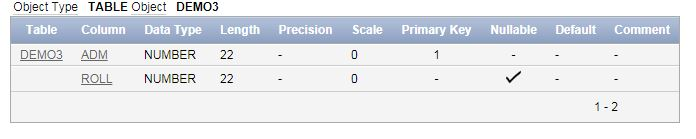 Object Type TABLE Object DEMO3
Table Column Data Type Length Precision Scale Primary Key Nullable Default Comment
DEMO3 ADM NUMBER 22 - 0 1 - - -
ROLL NUMBER 22 - 0 - ✓ - -
1 - 2